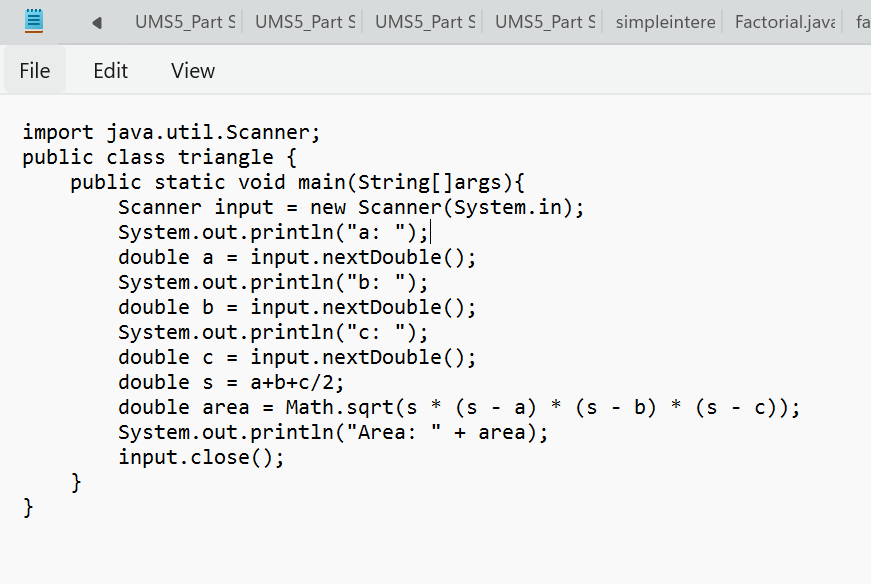 UMS5_Part S UMS5_Part S UMS5_Part S UMS5_Part S simpleintere Factorial.java fa
File Edit View
import java.util.Scanner;
public class triangle {
    public static void main(String[]args){
        Scanner input = new Scanner(System.in);
        System.out.println("a: ");
        double a = input.nextDouble();
        System.out.println("b: ");
        double b = input.nextDouble();
        System.out.println("c: ");
        double c = input.nextDouble();
        double s = a+b+c/2;
        double area = Math.sqrt(s * (s - a) * (s - b) * (s - c));
        System.out.println("Area: " + area);
        input.close();
    }
}